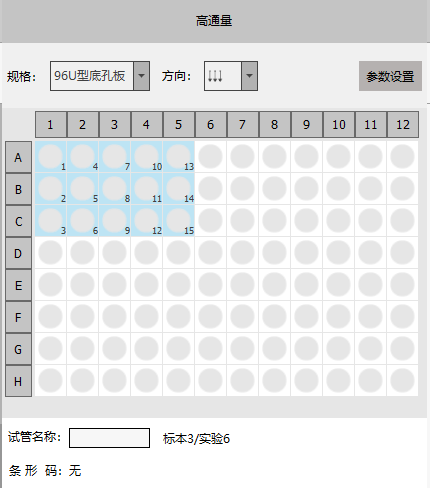 高通量
规格: 96U型底孔板 方向: 参数设置
1 2 3 4 5 6 7 8 9 10 11 12
A 1 4 7 10 13
B 2 5 8 11 14
C 3 6 9 12 15
D
E
F
G
H
试管名称: 标本3/实验6
条 形 码: 无